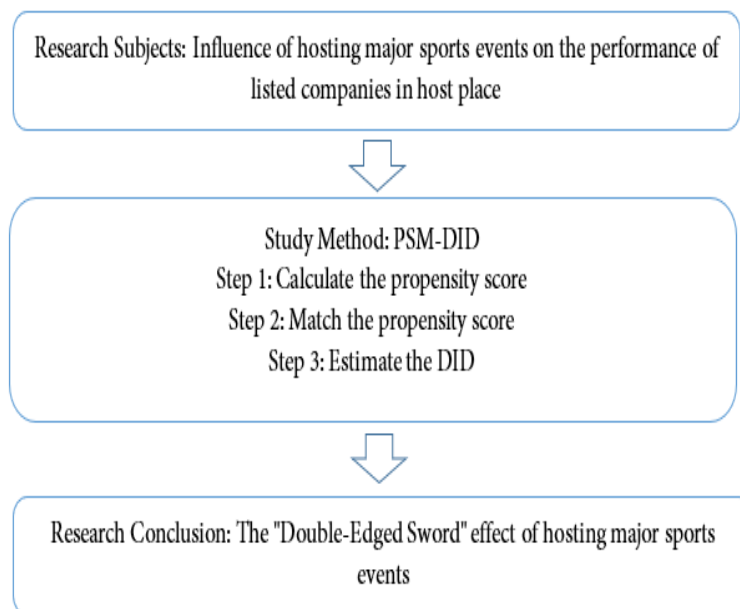 Research Subjects: Influence of hosting major sports events on the performance of
listed companies in host place
Study Method: PSM-DID
Step 1: Calculate the propensity score
Step 2: Match the propensity score
Step 3: Estimate the DID
Research Conclusion: The "Double-Edged Sword" effect of hosting major sports
events